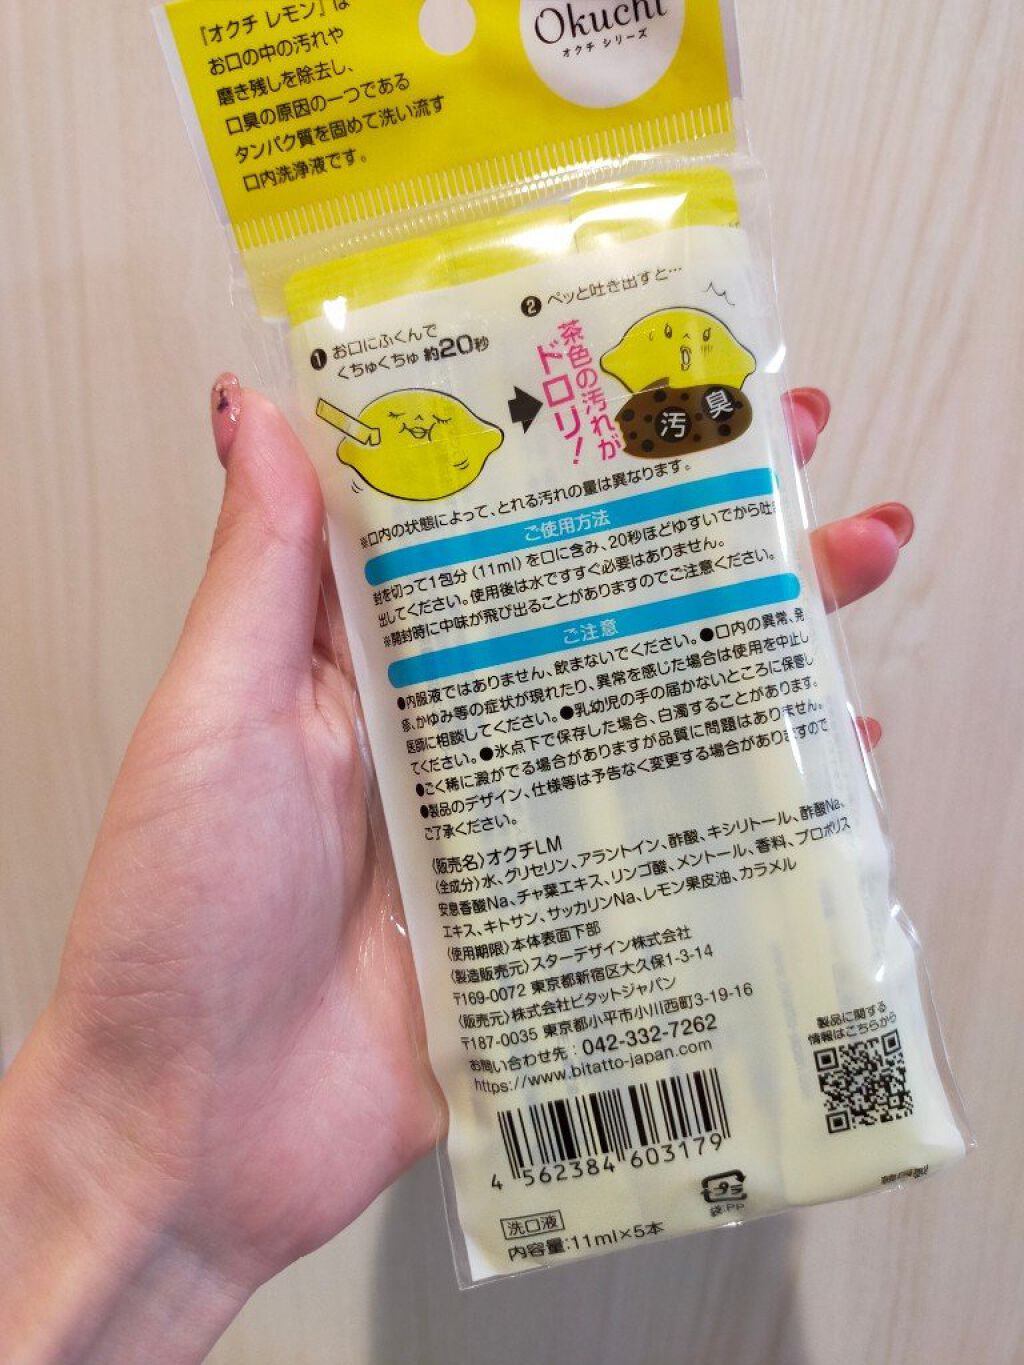 『オクチ レモン』は
お口の中の汚れや
磨き残しを除去し、
口臭の原因の一つである
タンパク質を固めて洗い流す
口内洗浄液です。
Okuchi
オクチ シリーズ
❶ お口にふくんで
くちゅくちゅ 約20秒
❷ ペッと吐き出すと…
茶色の汚れが
ドロリ!
汚
臭
※口内の状態によって、とれる汚れの量は異なります。
ご使用方法
封を切って1包分(11ml)を口に含み、20秒ほどゆすいでから吐き
出してください。使用後は水ですすぐ必要はありません。
※開封時に中味が飛び出ることがありますのでご注意ください。
ご注意
●内服液ではありません、飲まないでください。●口内の異常、発
疹、かゆみ等の症状が現れたり、異常を感じた場合は使用を中止し
医師に相談してください。●乳幼児の手の届かないところに保管し
てください。●氷点下で保存した場合、白濁することがあります。
●ごく稀に澱がでる場合がありますが品質に問題はありません。
●製品のデザイン、仕様等は予告なく変更する場合がありますので
ご了承ください。
〈販売名〉オクチLM
〈全成分〉水、グリセリン、アラントイン、酢酸、キシリトール、酢酸Na、
安息香酸Na、チャ葉エキス、リンゴ酸、メントール、香料、プロポリス
エキス、キトサン、サッカリンNa、レモン果皮油、カラメル
〈使用期限〉本体表面下部
〈製造販売元〉スターデザイン株式会社
〒169-0072 東京都新宿区大久保1-3-14
〈販売元〉株式会社ビタットジャパン
〒187-0035 東京都小平市小川西町3-19-16
お問い合わせ先：042-332-7262
https://www.bitatto-japan.com
製品に関する
情報はこちらから
4 562384 603179
袋:PP
洗口液
内容量:11ml×5本